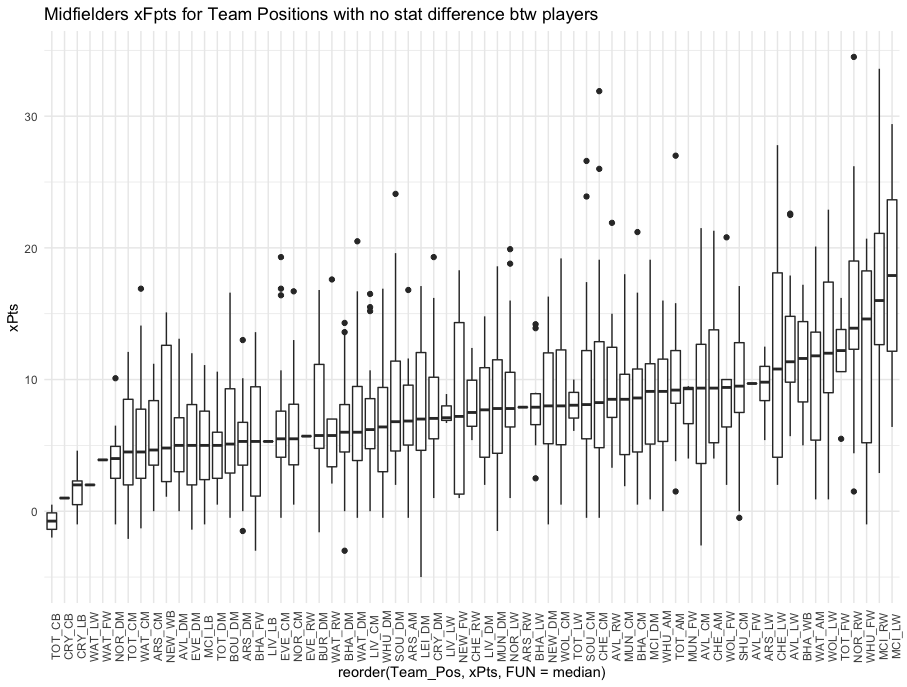 Midfielders xFpts for Team Positions with no stat difference btw players
xPts
30
20
10
0
TOT_CB
CRY_CB
CRY_LB
WAT_LW
WAT_FW
NOR_DM
TOT_CM
WAT_CM
ARS_CM
NEW_WB
AVL_DM
EVE_DM
MCI_LB
TOT_DM
BOU_DM
ARS_DM
BHA_FW
LIV_LB
EVE_CM
NOR_CM
EVE_RW
BUR_DM
WAT_RW
BHA_DM
WAT_DM
LIV_CM
WHU_DM
SOU_DM
ARS_AM
LEI_DM
CRY_DM
LIV_LW
NEW_FW
CHE_RW
LIV_DM
MUN_DM
NOR_LW
ARS_RW
BHA_LW
NEW_DM
WOL_CM
TOT_LW
SOU_CM
CHE_CM
AVL_RW
MUN_CM
BHA_CM
MCI_DM
WHU_AM
TOT_AM
MUN_FW
AVL_CM
CHE_AM
WOL_FW
SHU_CM
AVL_FW
ARS_LW
CHE_LW
AVL_LW
BHA_WB
WAT_AM
WOL_LW
TOT_FW
NOR_RW
WHU_FW
MCI_RW
MCI_LW
reorder(Team_Pos, xPts, FUN = median)